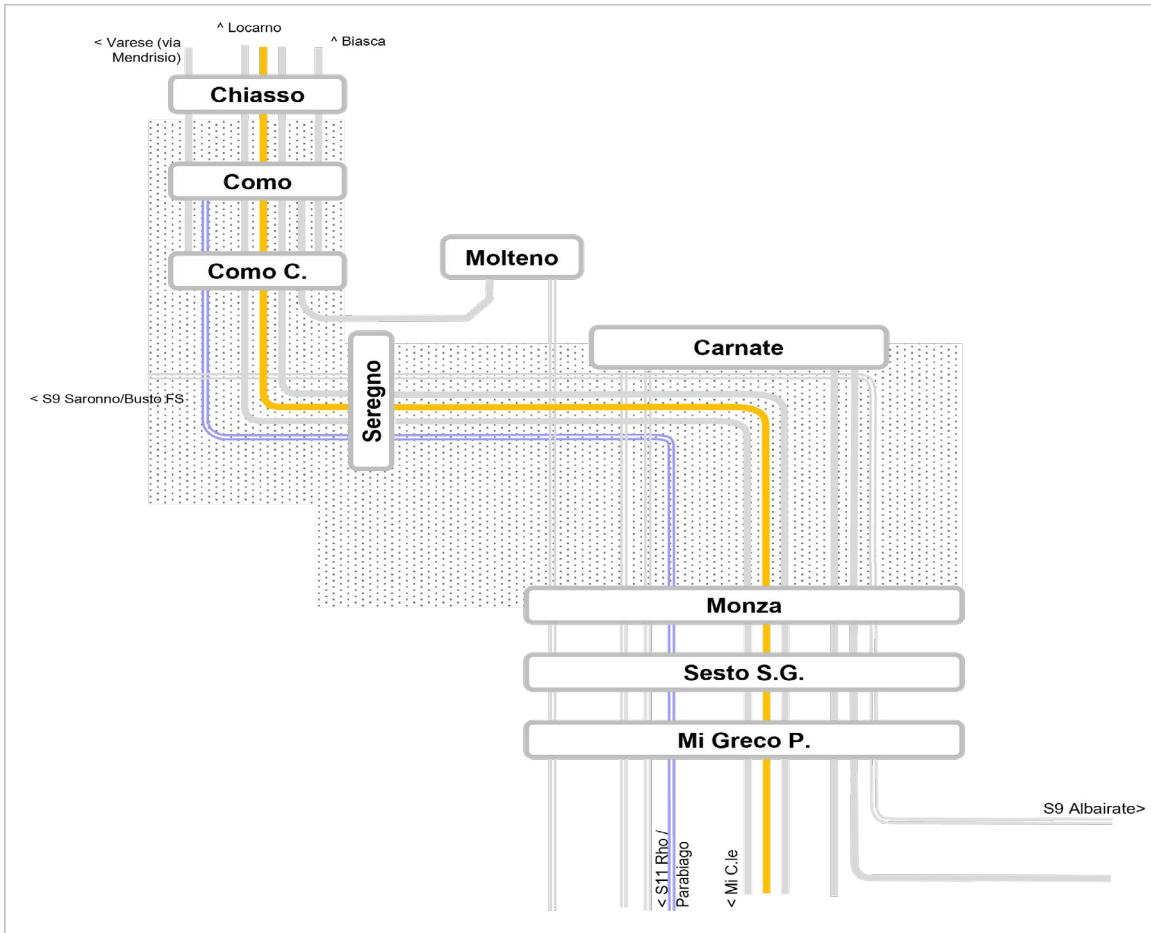 ^ Locarno
< Varese (via
Mendrisio)
^ Biasca
Chiasso
Como
Como C.
Molteno
Carnate
Seregno
< S9 Saronno/Busto FS
Monza
Sesto S.G.
Mi Greco P.
S9 Albairate>
< S11 Rho /
Parabiago
< Mi C.le